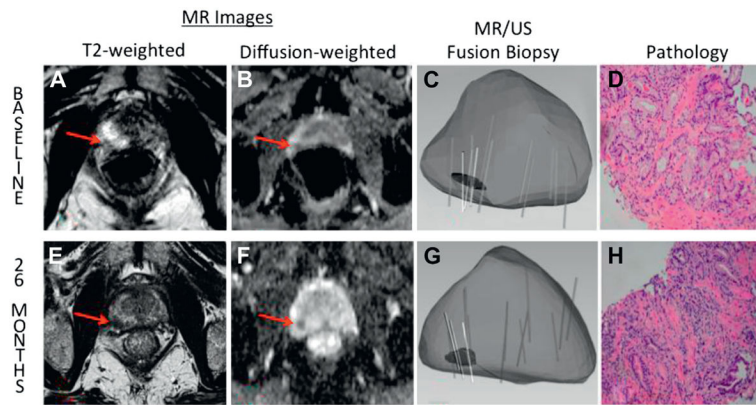 MR Images
T2-weighted
Diffusion-weighted
MR/US
Fusion Biopsy
Pathology
BASELINE
A
B
C
D
26 MONTHS
E
F
G
H